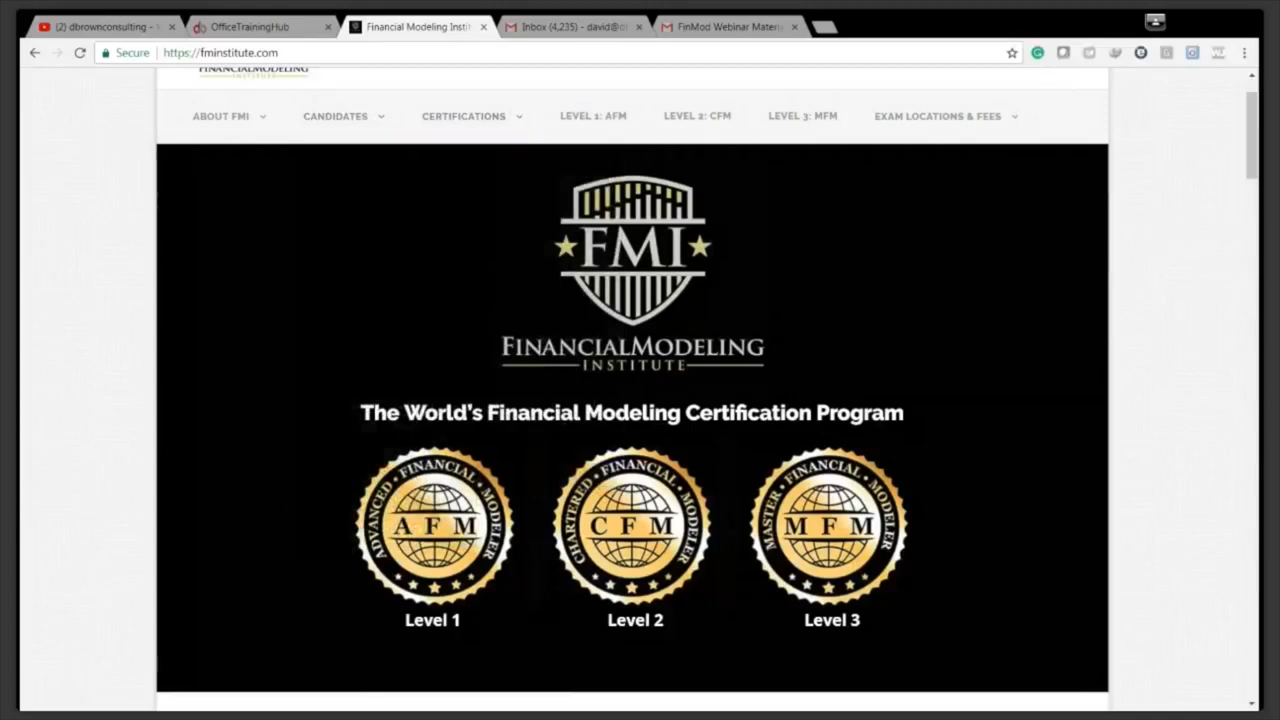 (2) dbrownconsulting -
OfficeTrainingHub
Financial Modeling Insti
Inbox (4,235) - david@d
FinMod Webinar Materi
Secure
https://fminstitute.com
FINANCIALMODELING
INSTITUTE
ABOUT FMI
CANDIDATES
CERTIFICATIONS
LEVEL 1: AFM
LEVEL 2: CFM
LEVEL 3: MFM
EXAM LOCATIONS & FEES
FMI
FINANCIALMODELING
INSTITUTE
The World's Financial Modeling Certification Program
ADVANCED • FINANCIAL • MODELER
AFM
CHARTERED • FINANCIAL • MODELER
CFM
MASTER • FINANCIAL • MODELER
MFM
Level 1
Level 2
Level 3